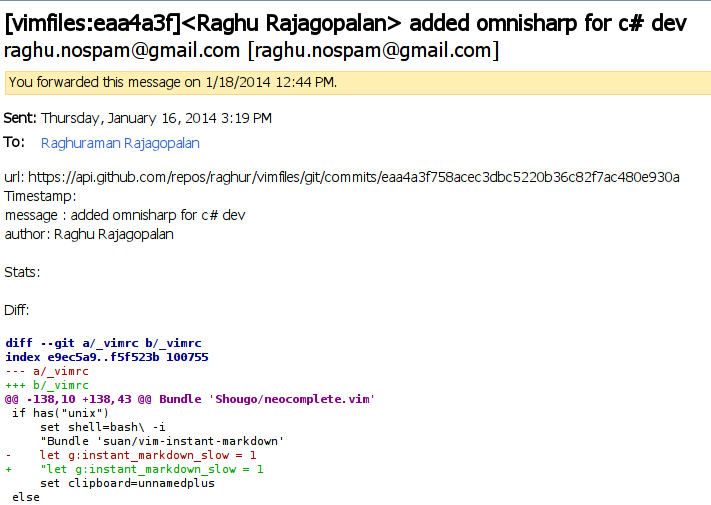 [vimfiles:eaa4a3f]<Raghu Rajagopalan> added omnisharp for c# dev
raghu.nospam@gmail.com [raghu.nospam@gmail.com]
You forwarded this message on 1/18/2014 12:44 PM.
Sent: Thursday, January 16, 2014 3:19 PM
To: Raghuraman Rajagopalan
url: https://api.github.com/repos/raghur/vimfiles/git/commits/eaa4a3f758acec3dbc5220b36c82f7ac480e930a
Timestamp:
message : added omnisharp for c# dev
author: Raghu Rajagopalan
Stats:
Diff:
diff --git a/_vimrc b/_vimrc
index e9ec5a9..f5f523b 100755
--- a/_vimrc
+++ b/_vimrc
@@ -138,10 +138,43 @@ Bundle 'Shougo/neocomplete.vim'
 if has("unix")
     set shell=bash\ -i
     "Bundle 'suan/vim-instant-markdown'
-    let g:instant_markdown_slow = 1
+    "let g:instant_markdown_slow = 1
     set clipboard=unnamedplus
 else